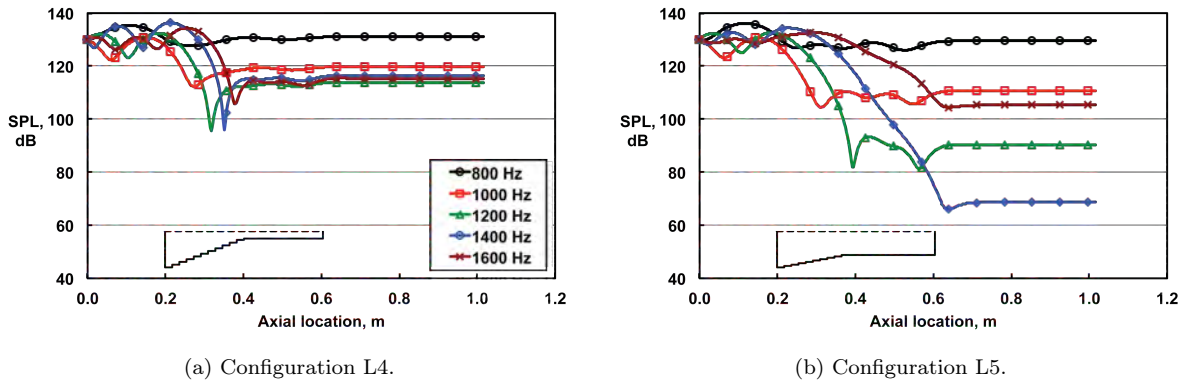 140
120
100
80
60
40
SPL,
dB
800 Hz
1000 Hz
1200 Hz
1400 Hz
1600 Hz
0.0 0.2 0.4 0.6 0.8 1.0 1.2
Axial location, m
(a) Configuration L4.
140
120
100
80
60
40
SPL,
dB
0.0 0.2 0.4 0.6 0.8 1.0 1.2
Axial location, m
(b) Configuration L5.